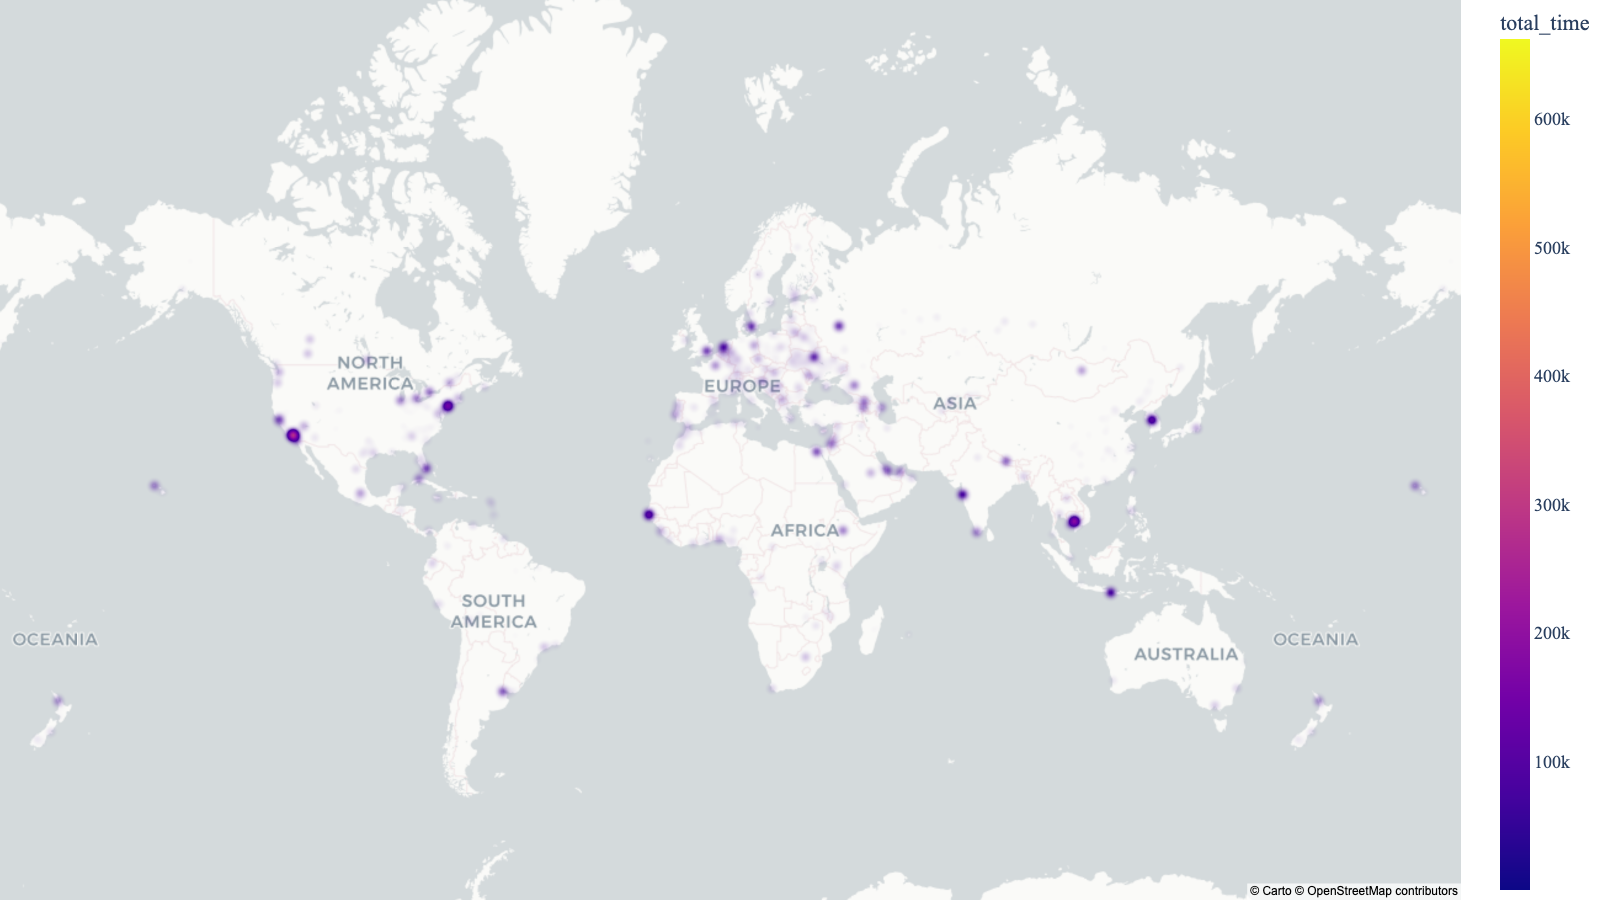 total_time
600k
500k
400k
300k
200k
100k
NORTH
AMERICA
EUROPE
ASIA
AFRICA
SOUTH
AMERICA
OCEANIA
AUSTRALIA
OCEANIA
© Carto © OpenStreetMap contributors